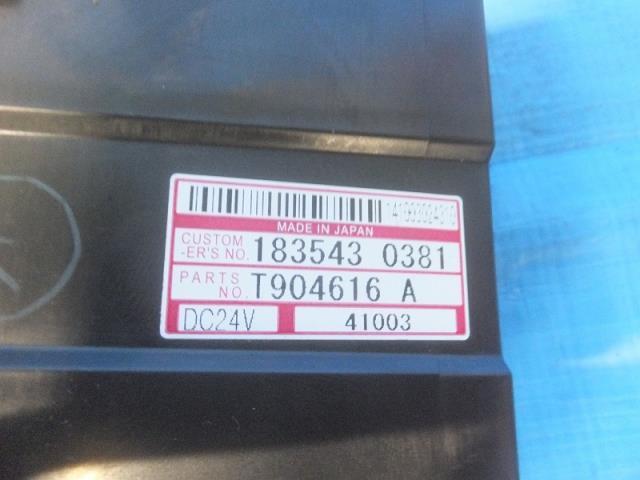 MADE IN JAPAN
CUSTOM
-ER'S NO. 183543 0381
PARTS
NO. T904616 A
DC24V 41003